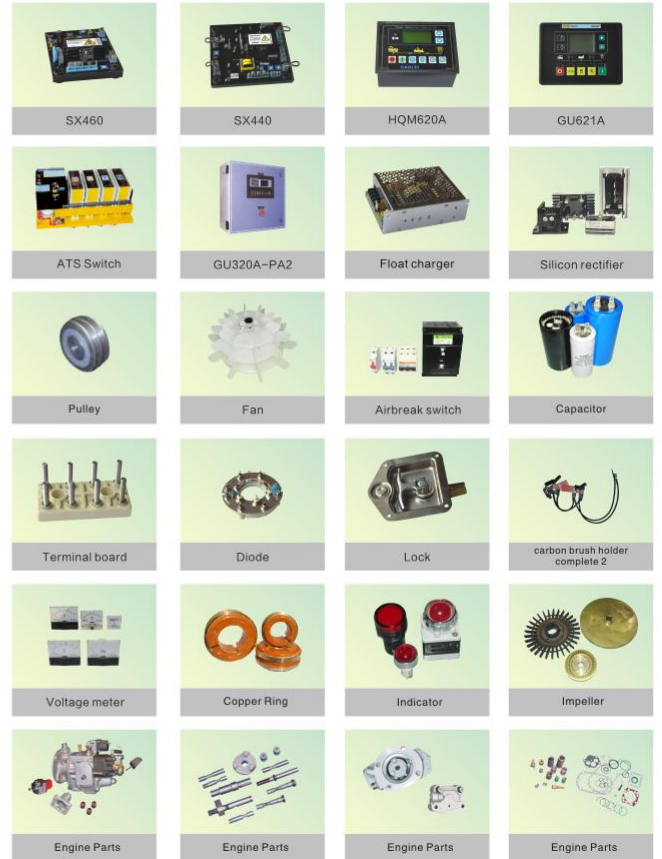 SX460
SX440
HQM620A
GU621A
ATS Switch
GU320A-PA2
Float charger
Silicon rectifier
Pulley
Fan
Airbreak switch
Capacitor
Terminal board
Diode
Lock
carbon brush holder
complete 2
Voltage meter
Copper Ring
Indicator
Impeller
Engine Parts
Engine Parts
Engine Parts
Engine Parts